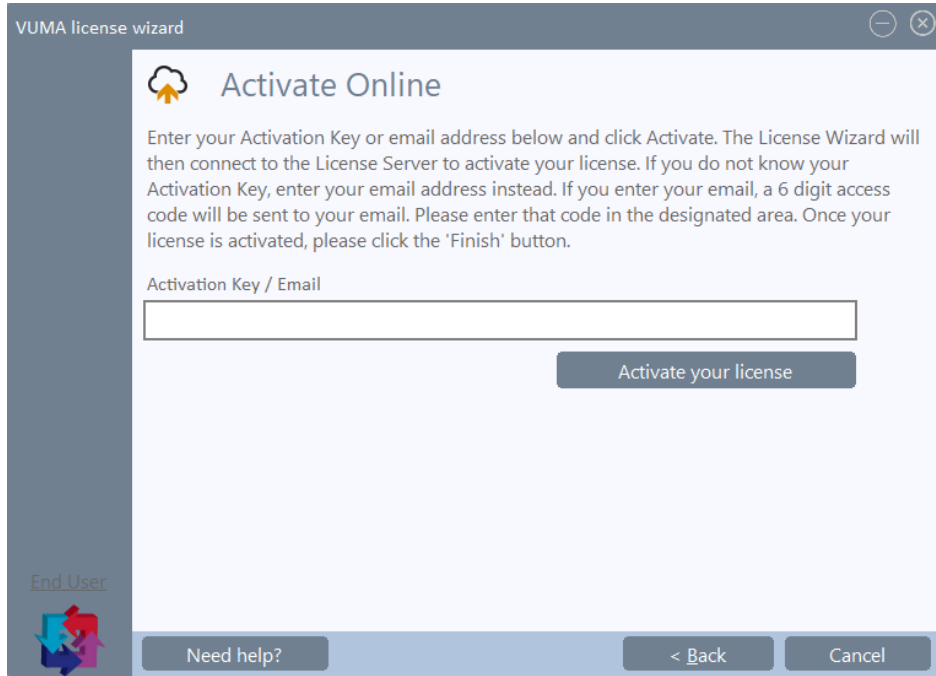 VUMA license wizard
Activate Online
Enter your Activation Key or email address below and click Activate. The License Wizard will
then connect to the License Server to activate your license. If you do not know your
Activation Key, enter your email address instead. If you enter your email, a 6 digit access
code will be sent to your email. Please enter that code in the designated area. Once your
license is activated, please click the 'Finish' button.
Activation Key / Email
Activate your license
End User
Need help?
< Back
Cancel